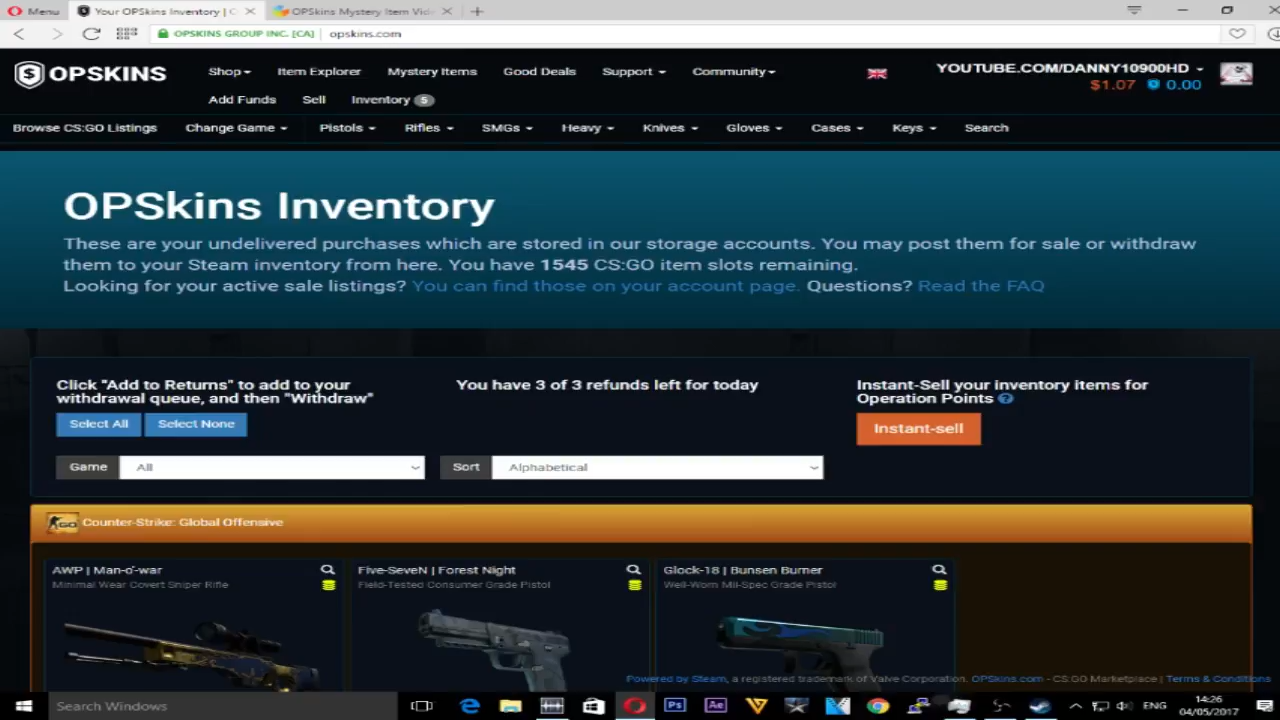 Menu
Your OPSkins Inventory | O
OPSkins Mystery Item Vide
OPSKINS GROUP INC. [CA]
opskins.com
OPSKINS
Shop
Item Explorer
Mystery Items
Good Deals
Support
Community
YOUTUBE.COM/DANNY10900HD
$1.07
0.00
Add Funds
Sell
Inventory 5
Browse CS:GO Listings
Change Game
Pistols
Rifles
SMGs
Heavy
Knives
Gloves
Cases
Keys
Search
OPSkins Inventory
These are your undelivered purchases which are stored in our storage accounts. You may post them for sale or withdraw
them to your Steam inventory from here. You have 1545 CS:GO item slots remaining.
Looking for your active sale listings? You can find those on your account page. Questions? Read the FAQ
Click "Add to Returns" to add to your
withdrawal queue, and then "Withdraw"
Select All
Select None
You have 3 of 3 refunds left for today
Instant-Sell your inventory items for
Operation Points
Instant-sell
Game
All
Sort
Alphabetical
GO Counter-Strike: Global Offensive
AWP | Man-o'-war
Minimal Wear Covert Sniper Rifle
Five-SeveN | Forest Night
Field-Tested Consumer Grade Pistol
Glock-18 | Bunsen Burner
Well-Worn Mil-Spec Grade Pistol
Powered by Steam, a registered trademark of Valve Corporation. OPSkins.com - CS:GO Marketplace | Terms & Conditions
Search Windows
Ps
Ae
ENG
14:26
04/05/2017